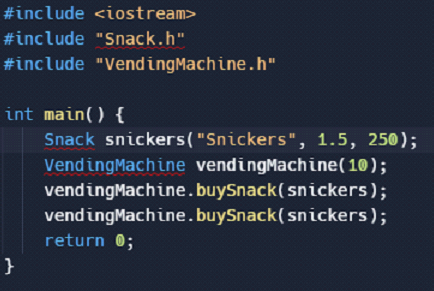 #include <iostream>
#include "Snack.h"
#include "VendingMachine.h"
int main() {
Snack snickers("Snickers", 1.5, 250);
VendingMachine vendingMachine(10);
vendingMachine.buySnack(snickers);
vendingMachine.buySnack(snickers);
return 0;
}